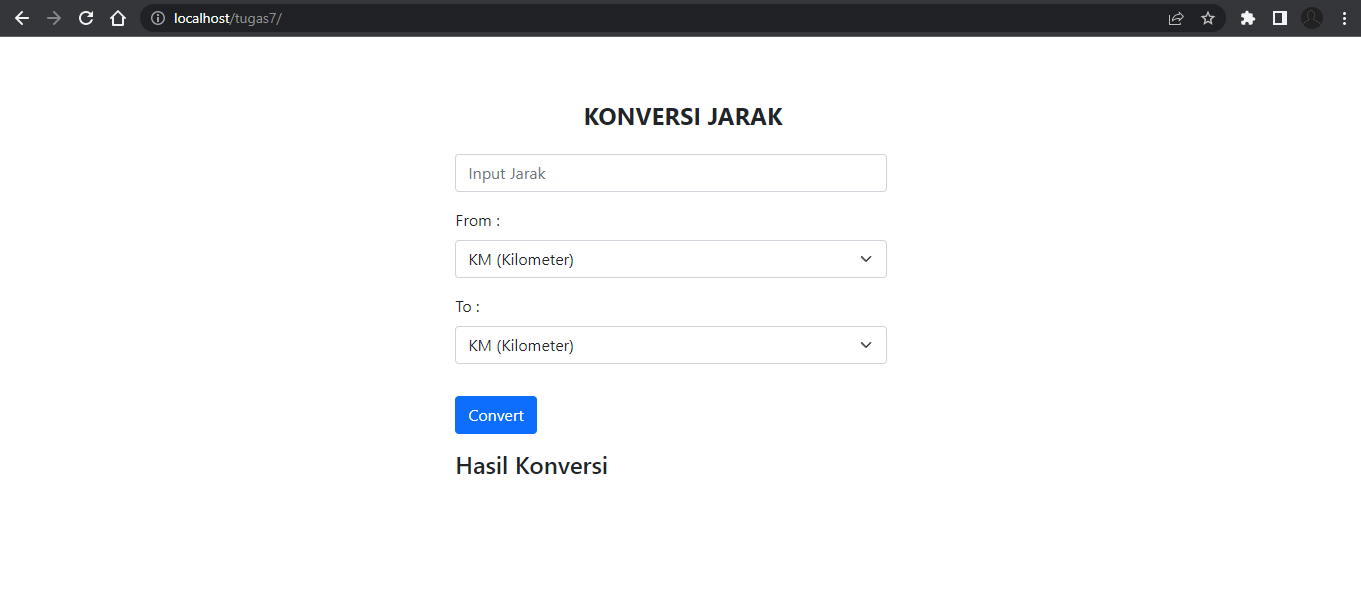 localhost/tugas7/
KONVERSI JARAK
Input Jarak
From :
KM (Kilometer)
To :
KM (Kilometer)
Convert
Hasil Konversi